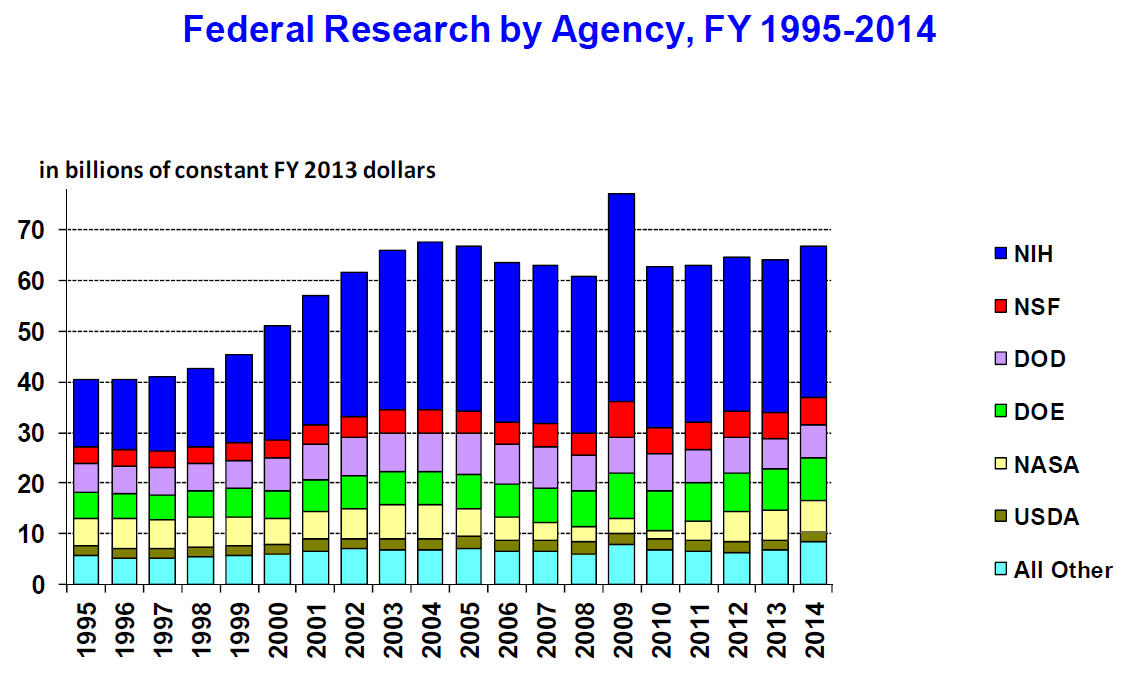 Federal Research by Agency, FY 1995-2014
in billions of constant FY 2013 dollars
70
60
50
40
30
20
10
0
1995 1996 1997 1998 1999 2000 2001 2002 2003 2004 2005 2006 2007 2008 2009 2010 2011 2012 2013 2014
NIH
NSF
DOD
DOE
NASA
USDA
All Other